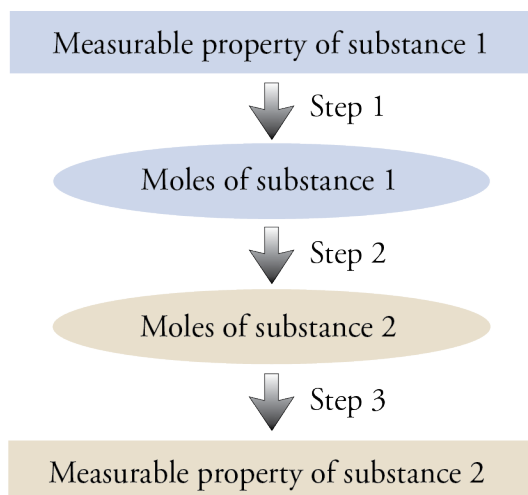 Measurable property of substance 1
Step 1
Moles of substance 1
Step 2
Moles of substance 2
Step 3
Measurable property of substance 2